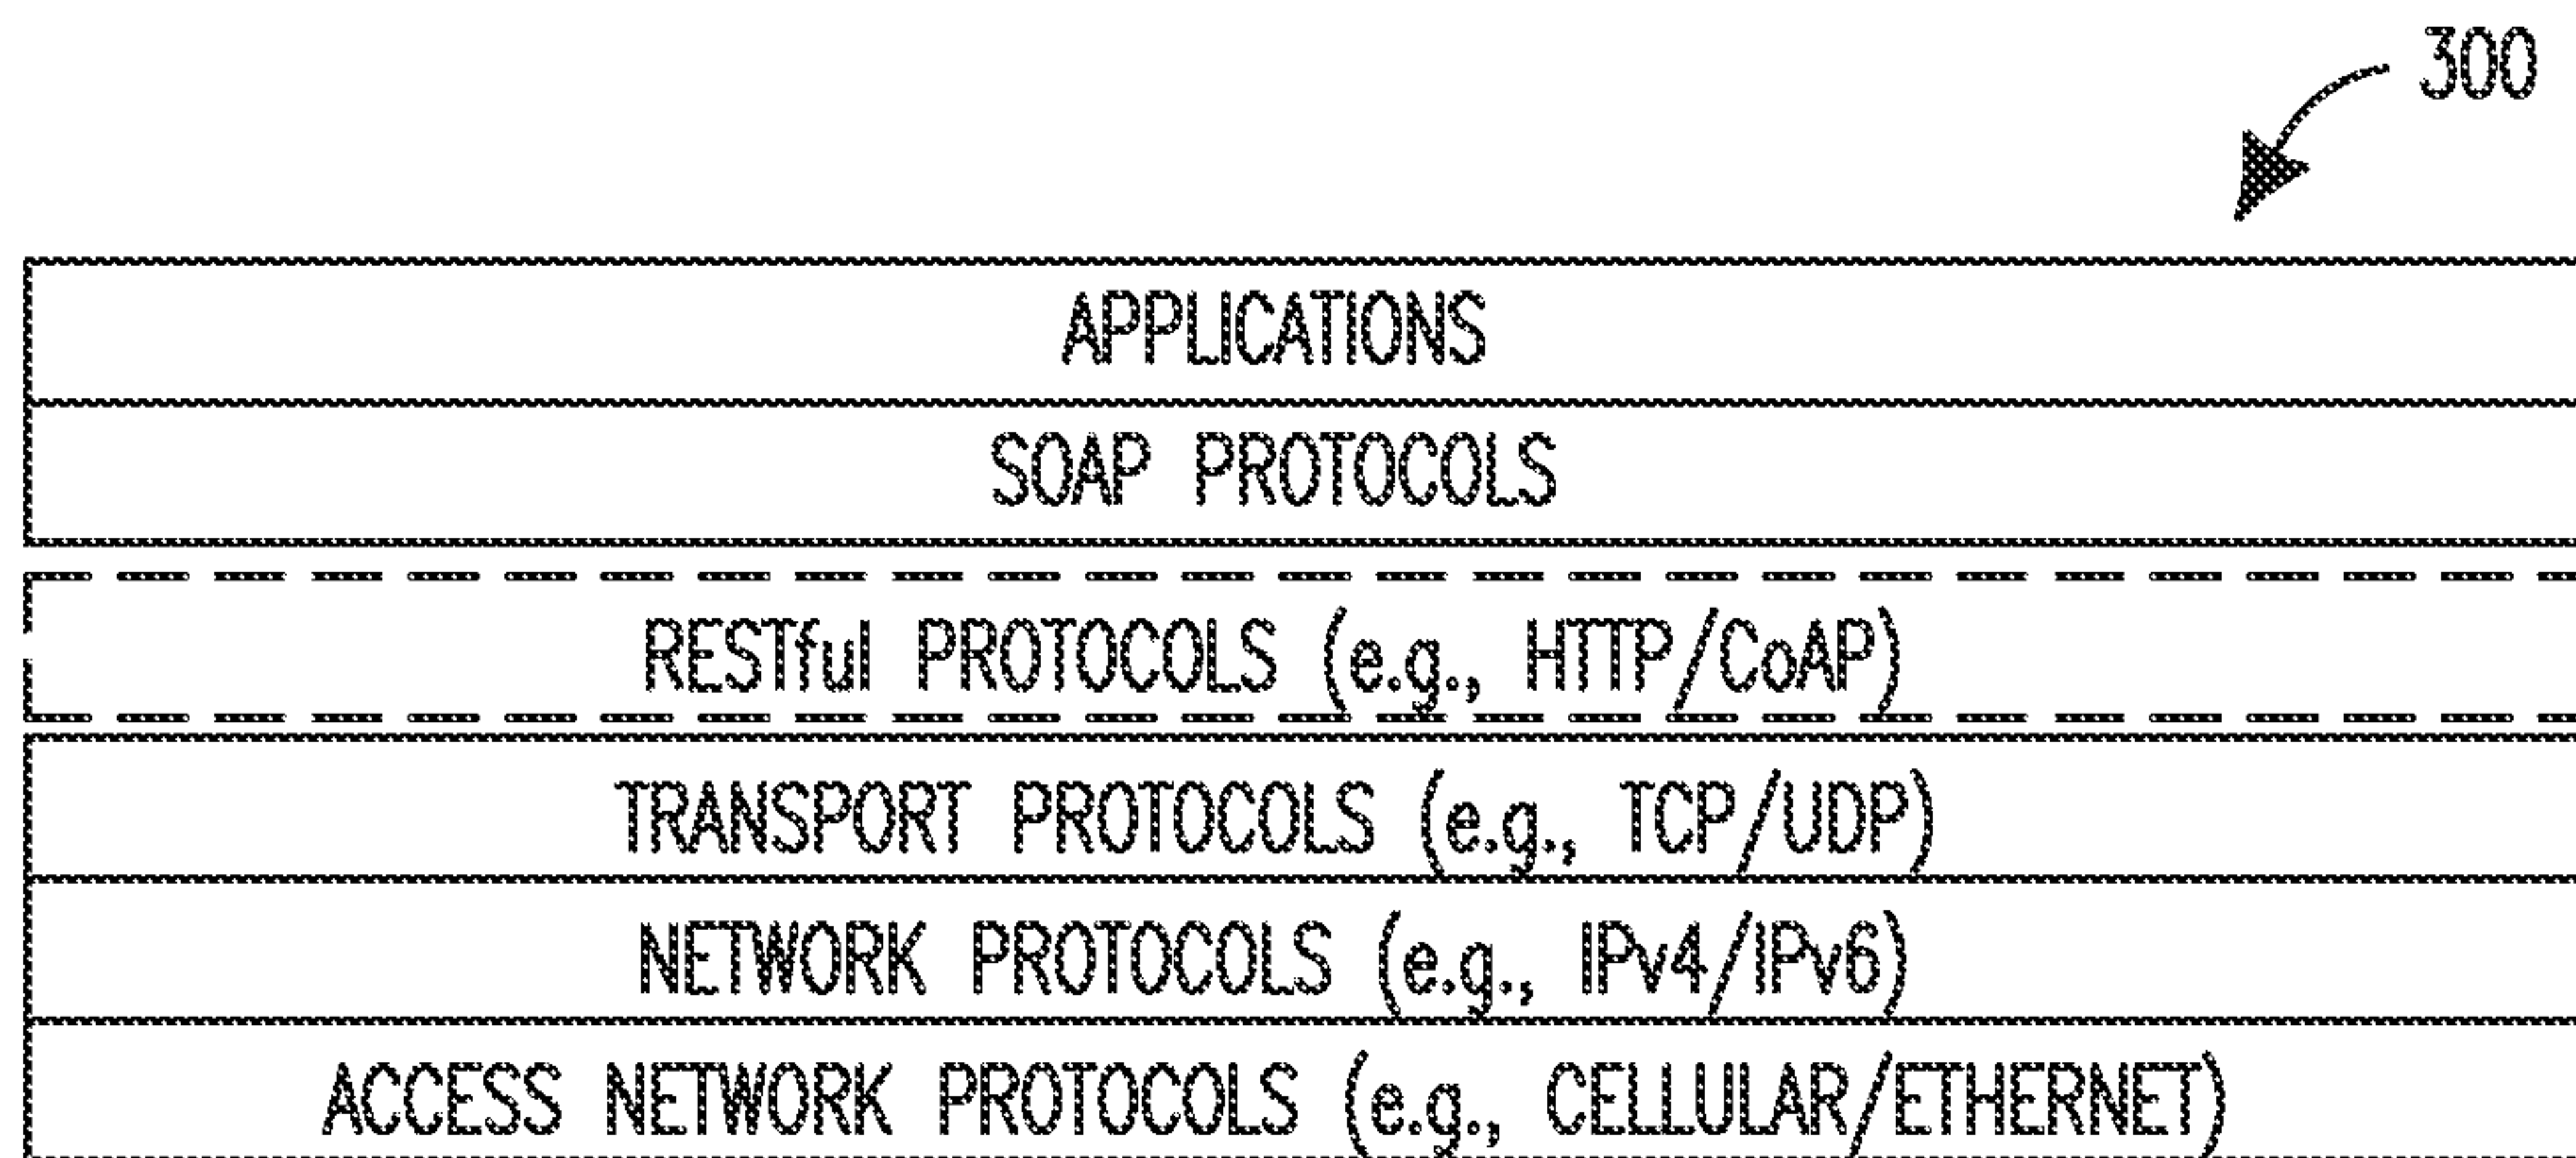 300
APPLICATIONS
SOAP PROTOCOLS
RESTful PROTOCOLS (e.g., HTTP/CoAP)
TRANSPORT PROTOCOLS (e.g., TCP/UDP)
NETWORK PROTOCOLS (e.g., IPv4/IPv6)
ACCESS NETWORK PROTOCOLS (e.g., CELLULAR/ETHERNET)